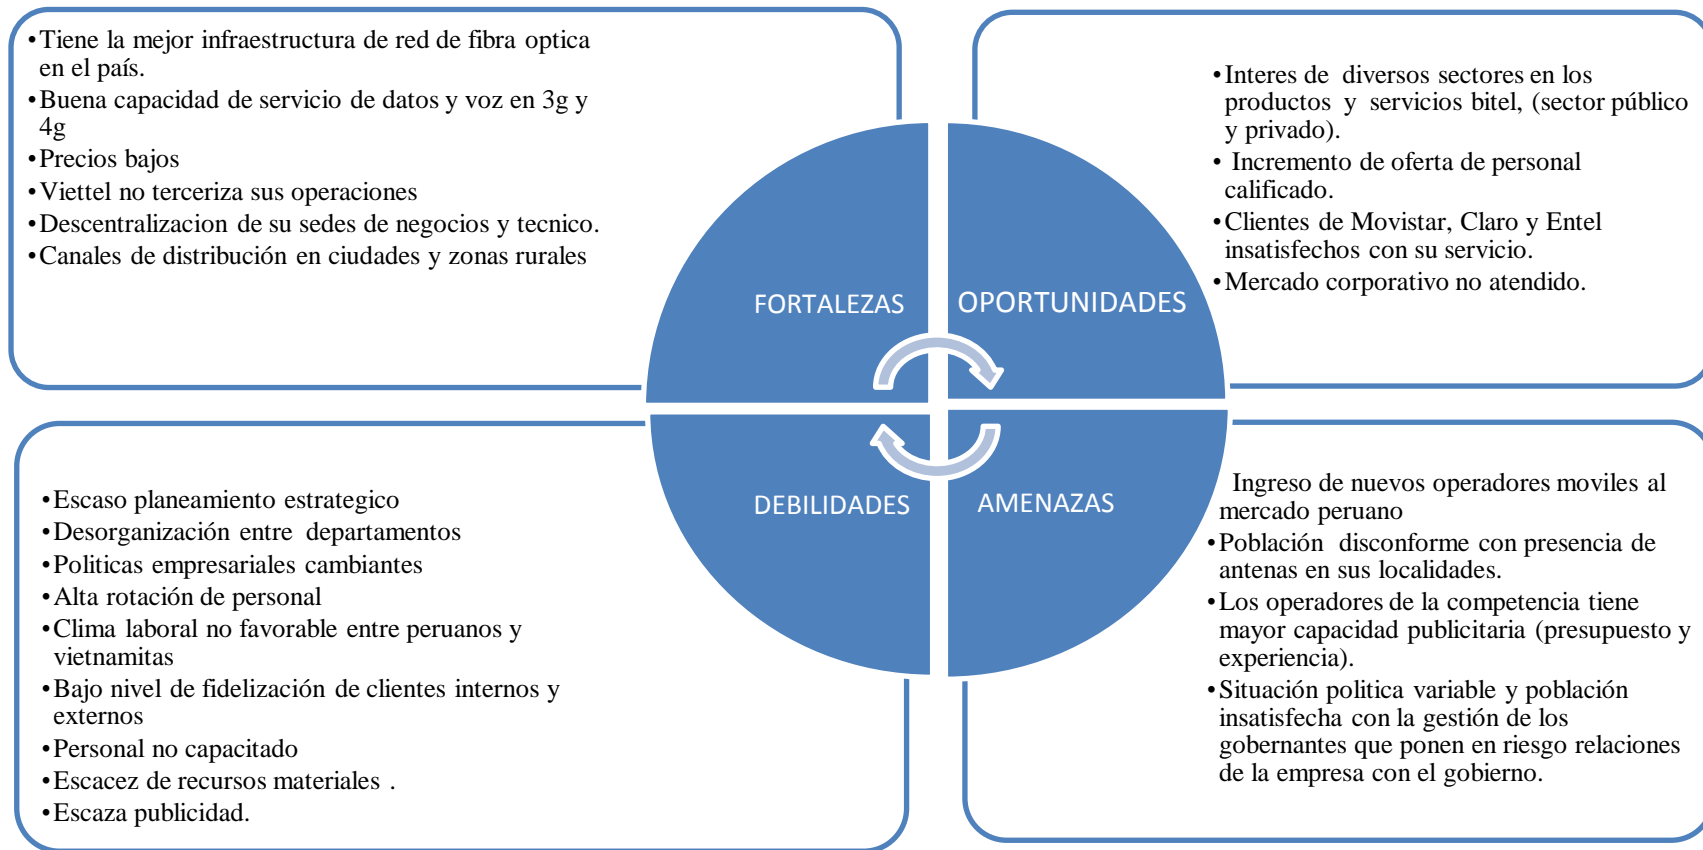 •Tiene la mejor infraestructura de red de fibra optica
en el país.
•Buena capacidad de servicio de datos y voz en 3g y
4g
•Precios bajos
•Viettel no terceriza sus operaciones
•Descentralizacion de su sedes de negocios y tecnico.
•Canales de distribución en ciudades y zonas rurales
•Interes de diversos sectores en los
productos y servicios bitel, (sector público
y privado).
• Incremento de oferta de personal
calificado.
•Clientes de Movistar, Claro y Entel
insatisfechos con su servicio.
•Mercado corporativo no atendido.
FORTALEZAS
OPORTUNIDADES
DEBILIDADES
AMENAZAS
•Escaso planeamiento estrategico
•Desorganización entre departamentos
•Politicas empresariales cambiantes
•Alta rotación de personal
•Clima laboral no favorable entre peruanos y
vietnamitas
•Bajo nivel de fidelización de clientes internos y
externos
•Personal no capacitado
•Escacez de recursos materiales .
•Escaza publicidad.
Ingreso de nuevos operadores moviles al
mercado peruano
•Población disconforme con presencia de
antenas en sus localidades.
•Los operadores de la competencia tiene
mayor capacidad publicitaria (presupuesto y
experiencia).
•Situación politica variable y población
insatisfecha con la gestión de los
gobernantes que ponen en riesgo relaciones
de la empresa con el gobierno.